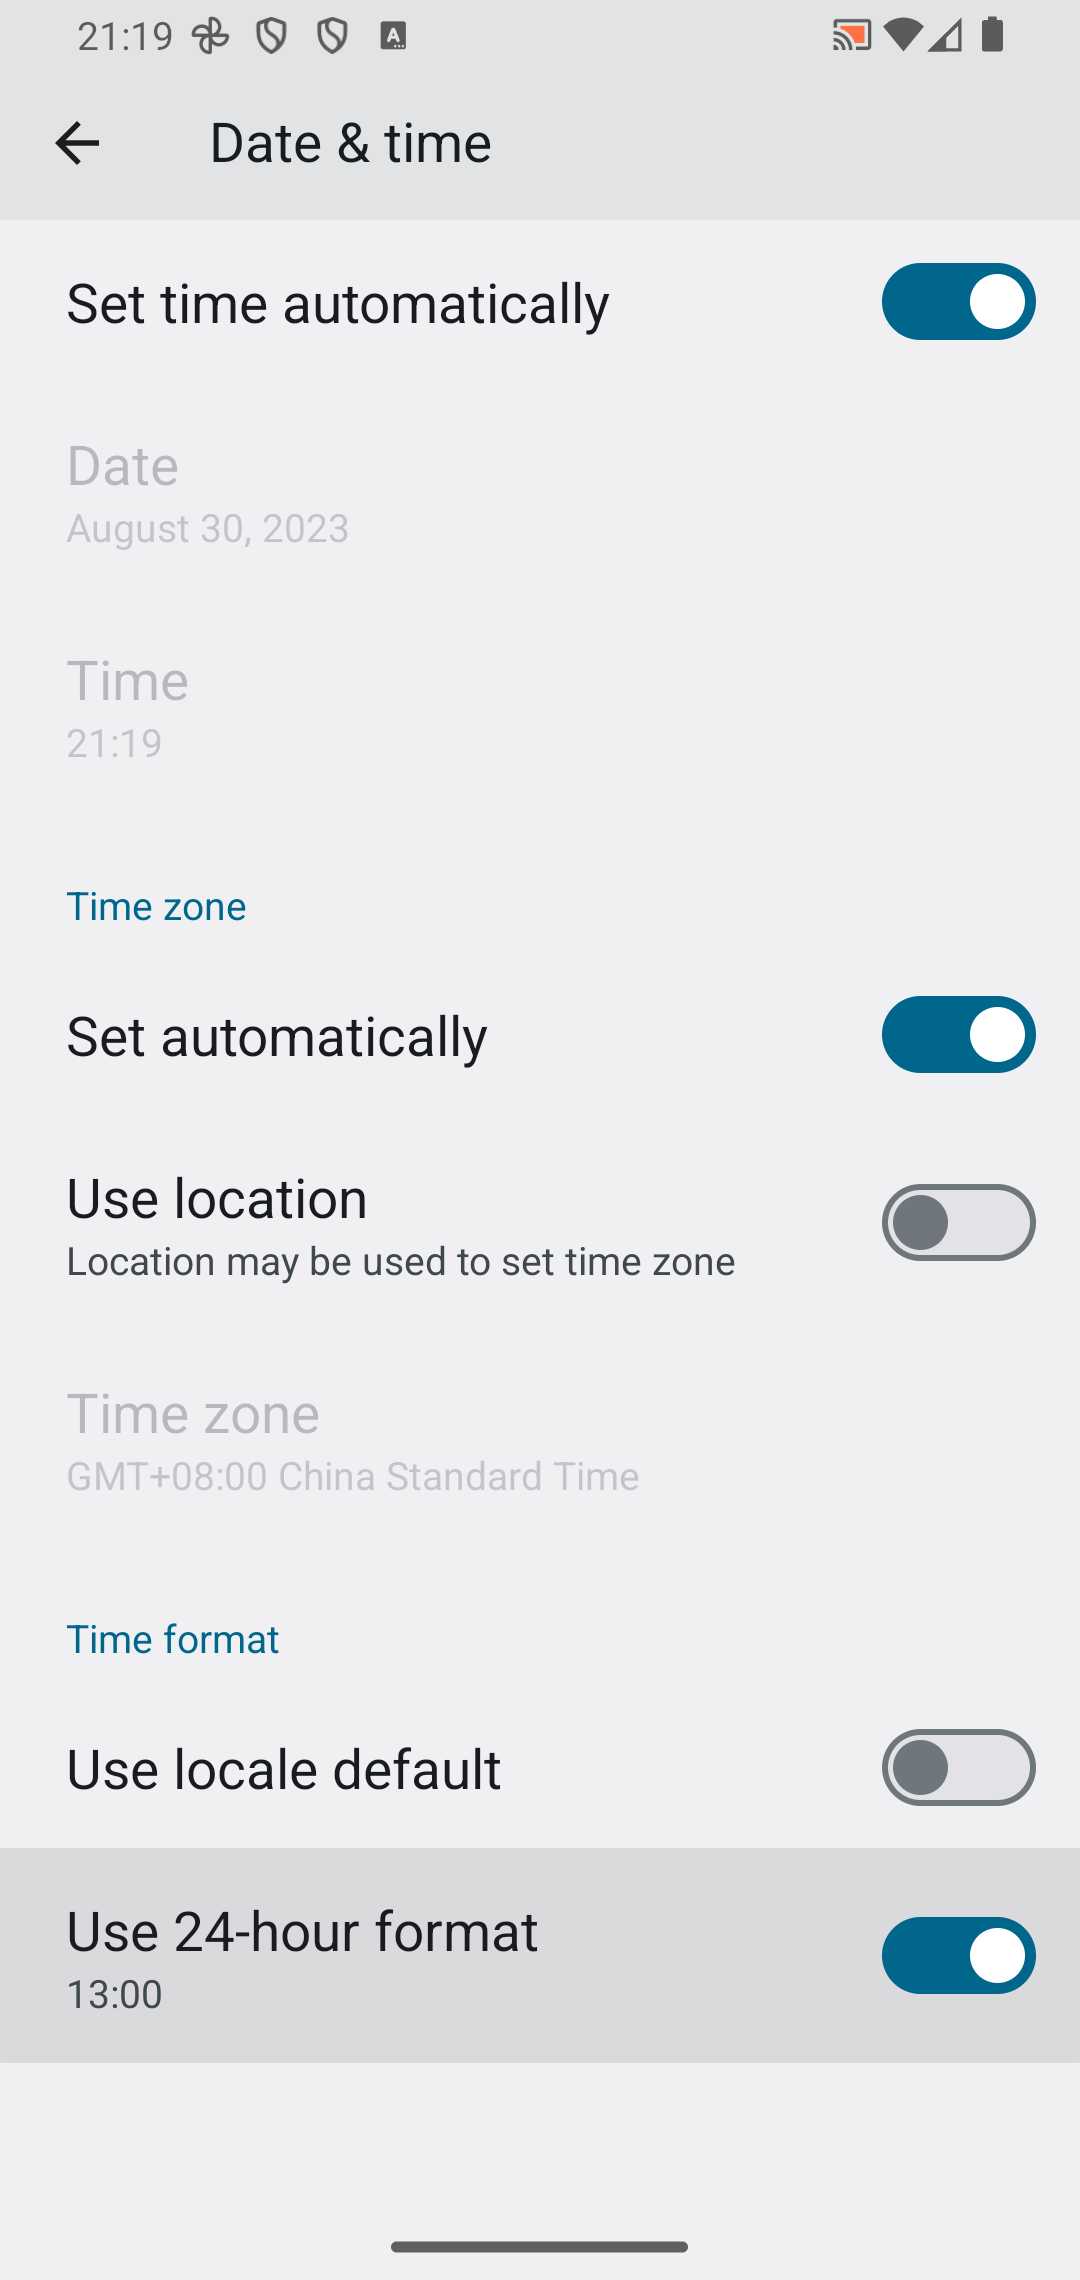 21:19
Date & time
Set time automatically
Date
August 30, 2023
Time
21:19
Time zone
Set automatically
Use location
Location may be used to set time zone
Time zone
GMT+08:00 China Standard Time
Time format
Use locale default
Use 24-hour format
13:00